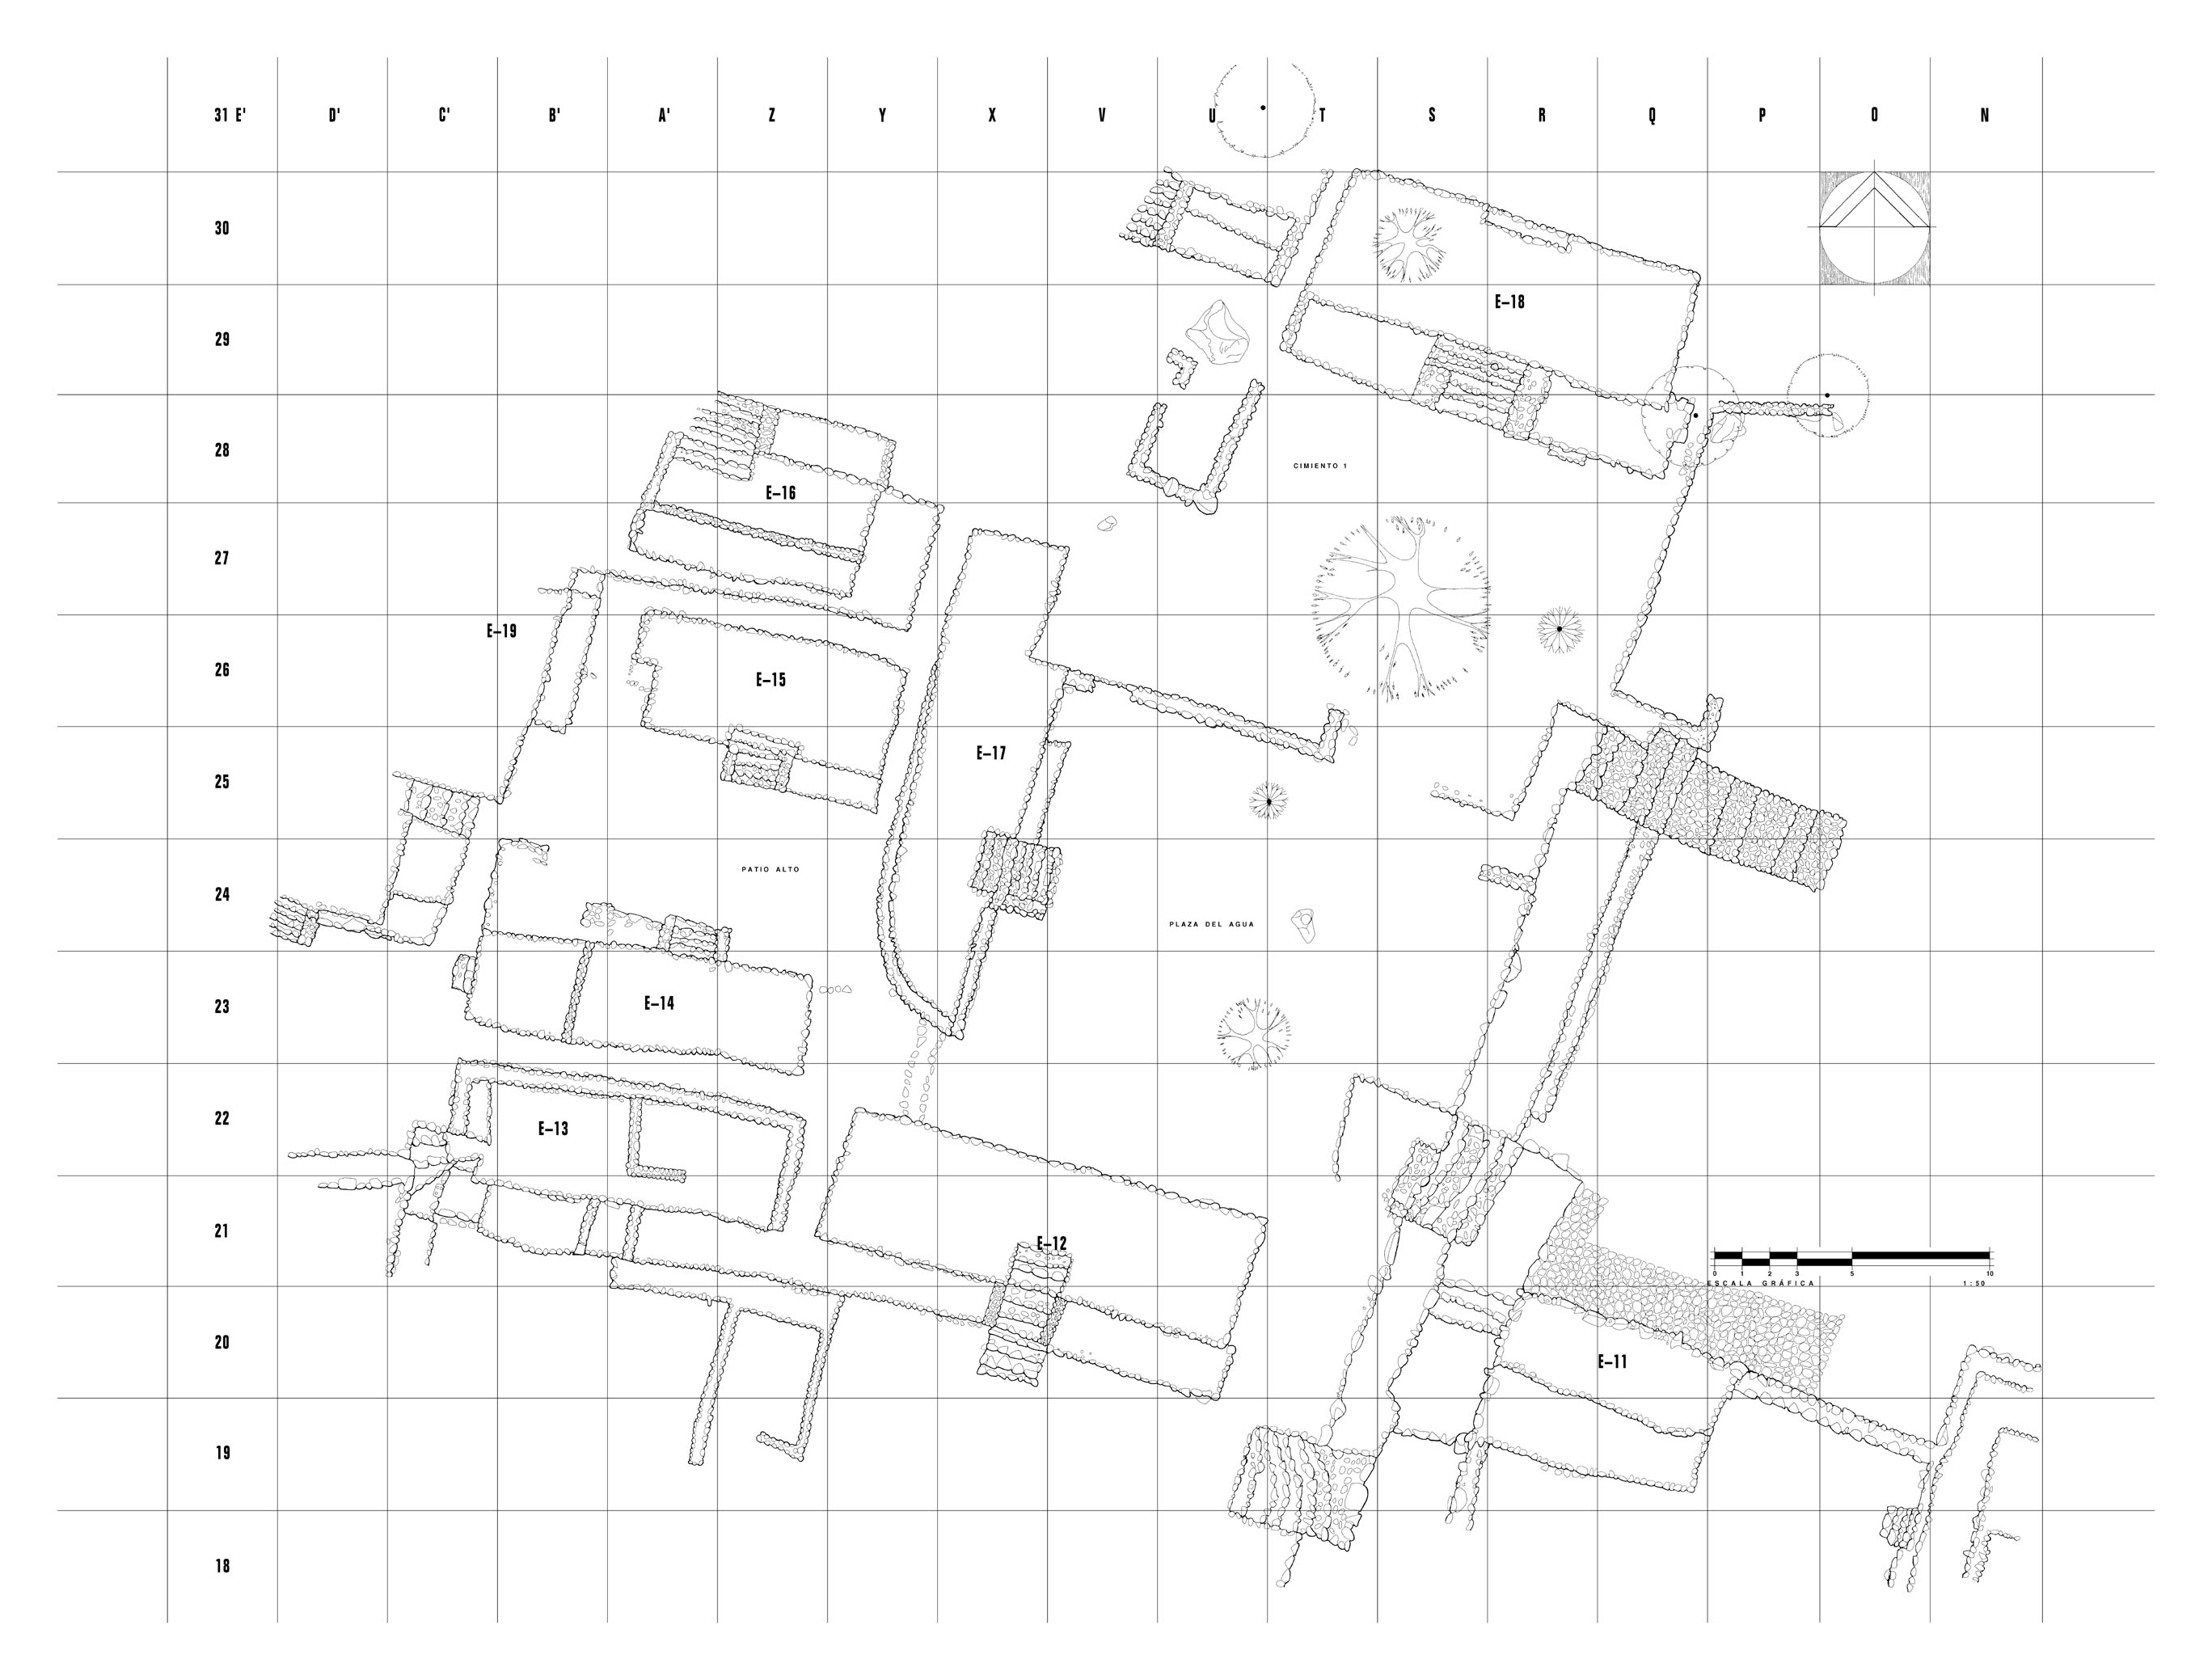 31 E' D' C' B' A' Z Y X V U T S R Q P O N
30
E–18
29
28
CIMIENTO 1
E–16
27
E–19
26
E–15
E–17
25
PATIO ALTO
24
PLAZA DEL AGUA
E–14
23
22
E–13
21
E–12
0 1 2 3 5 10
ESCALA GRÁFICA 1:50
20
E–11
19
18